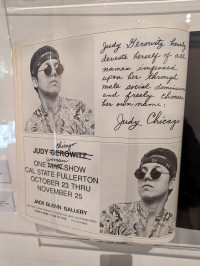 Judy Gerowitz hereby
divests herself of all
names imposed
upon her through
male social dominance
and freely chooses
her own name:
Judy Chicago
chicago
JUDY GEROWITZ
woman
ONE MAN SHOW
CAL STATE FULLERTON
OCTOBER 23 THRU
NOVEMBER 25
JACK GLENN GALLERY